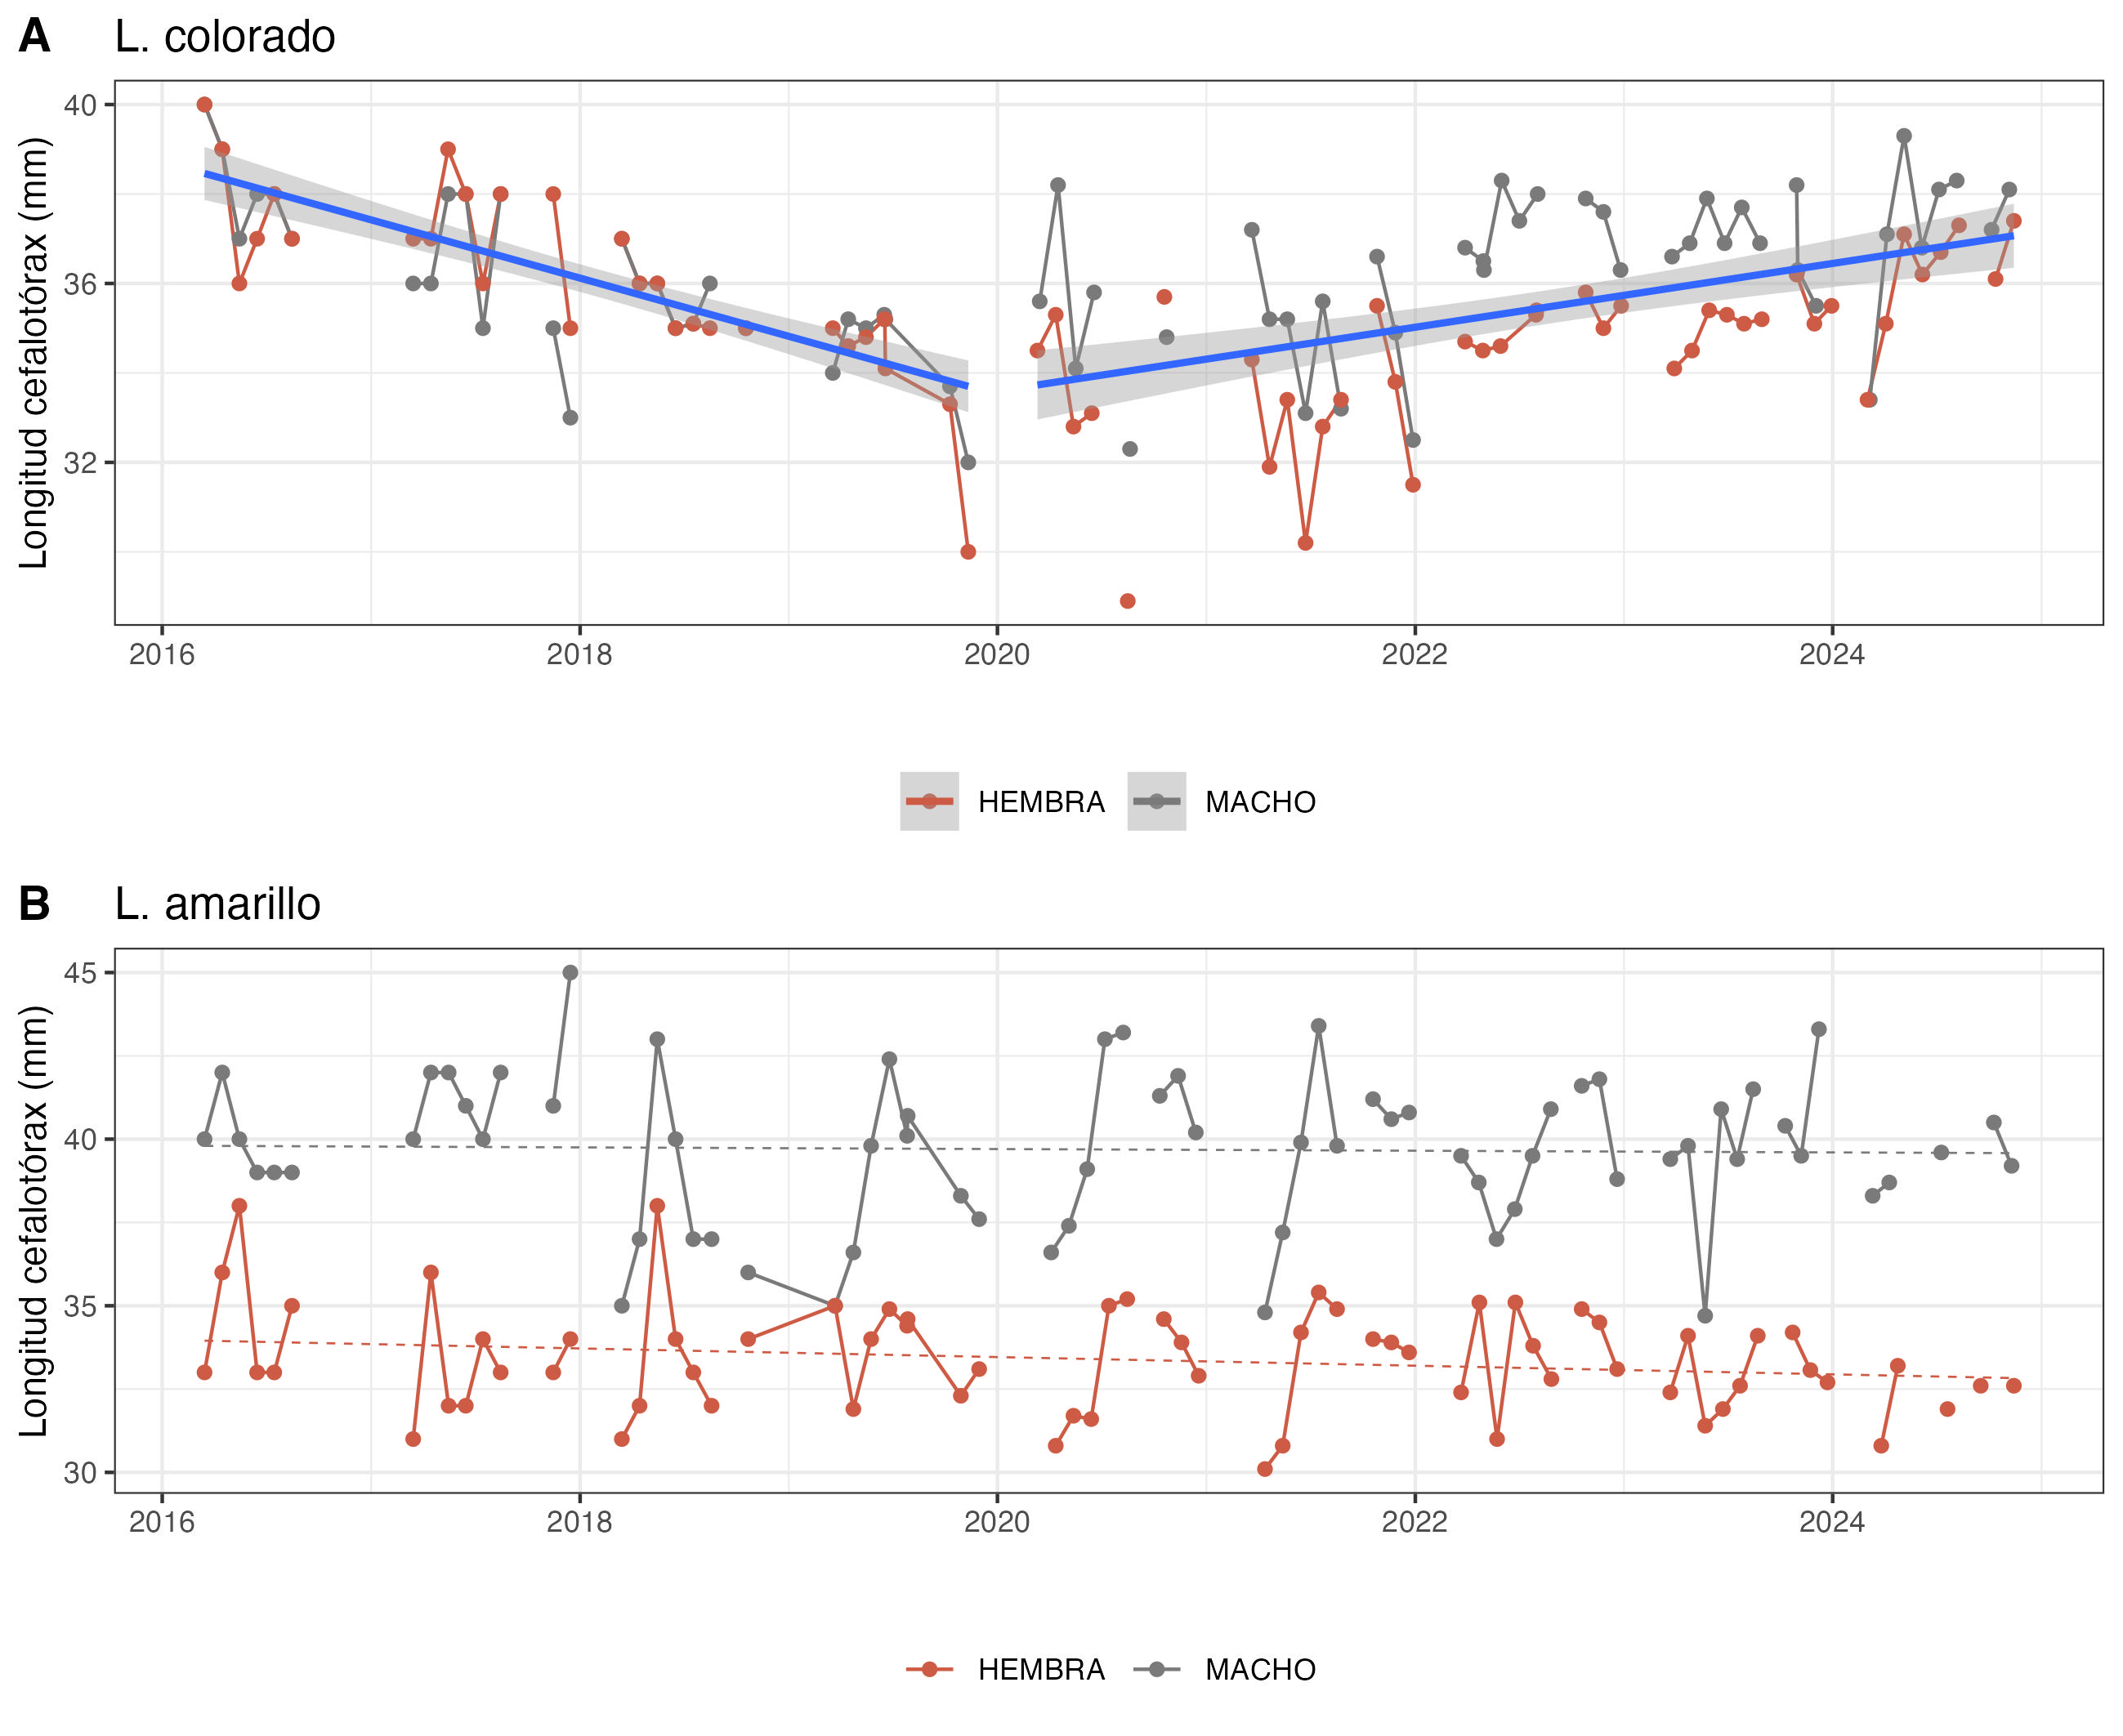 A L. colorado
Longitud cefalotórax (mm)
40
36
32
2016 2018 2020 2022 2024
HEMBRA MACHO
B L. amarillo
Longitud cefalotórax (mm)
45
40
35
30
2016 2018 2020 2022 2024
HEMBRA MACHO